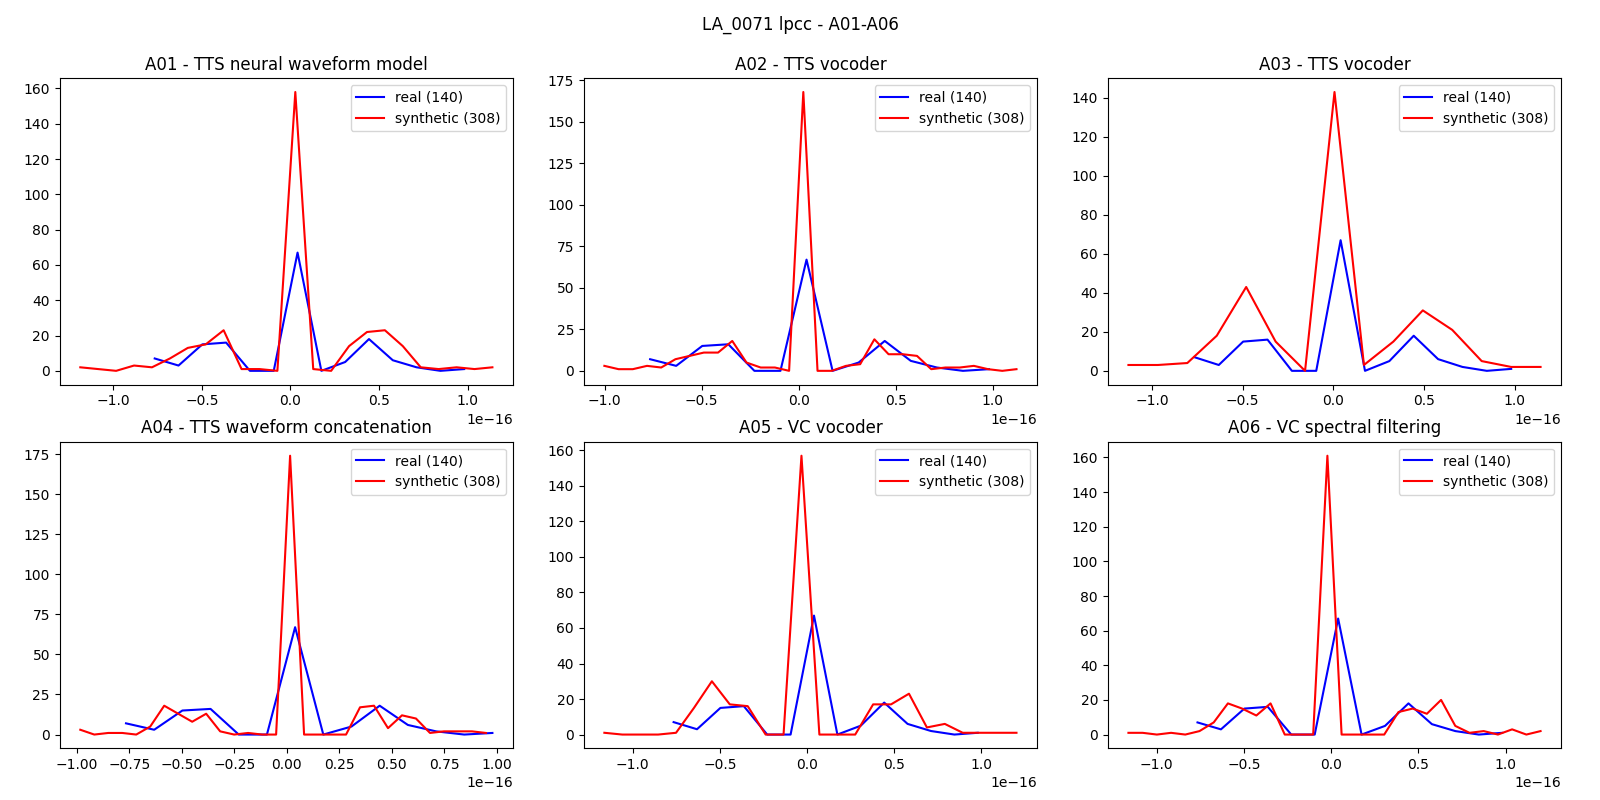 LA_0071 lpcc - A01-A06
A01 - TTS neural waveform model
160
140
120
100
80
60
40
20
0
real (140)
synthetic (308)
−1.0 −0.5 0.0 0.5 1.0
1e−16
A02 - TTS vocoder
175
150
125
100
75
50
25
0
real (140)
synthetic (308)
−1.0 −0.5 0.0 0.5 1.0
1e−16
A03 - TTS vocoder
140
120
100
80
60
40
20
0
real (140)
synthetic (308)
−1.0 −0.5 0.0 0.5 1.0
1e−16
A04 - TTS waveform concatenation
175
150
125
100
75
50
25
0
real (140)
synthetic (308)
−1.00 −0.75 −0.50 −0.25 0.00 0.25 0.50 0.75 1.00
1e−16
A05 - VC vocoder
160
140
120
100
80
60
40
20
0
real (140)
synthetic (308)
−1.0 −0.5 0.0 0.5 1.0
1e−16
A06 - VC spectral filtering
160
140
120
100
80
60
40
20
0
real (140)
synthetic (308)
−1.0 −0.5 0.0 0.5 1.0
1e−16